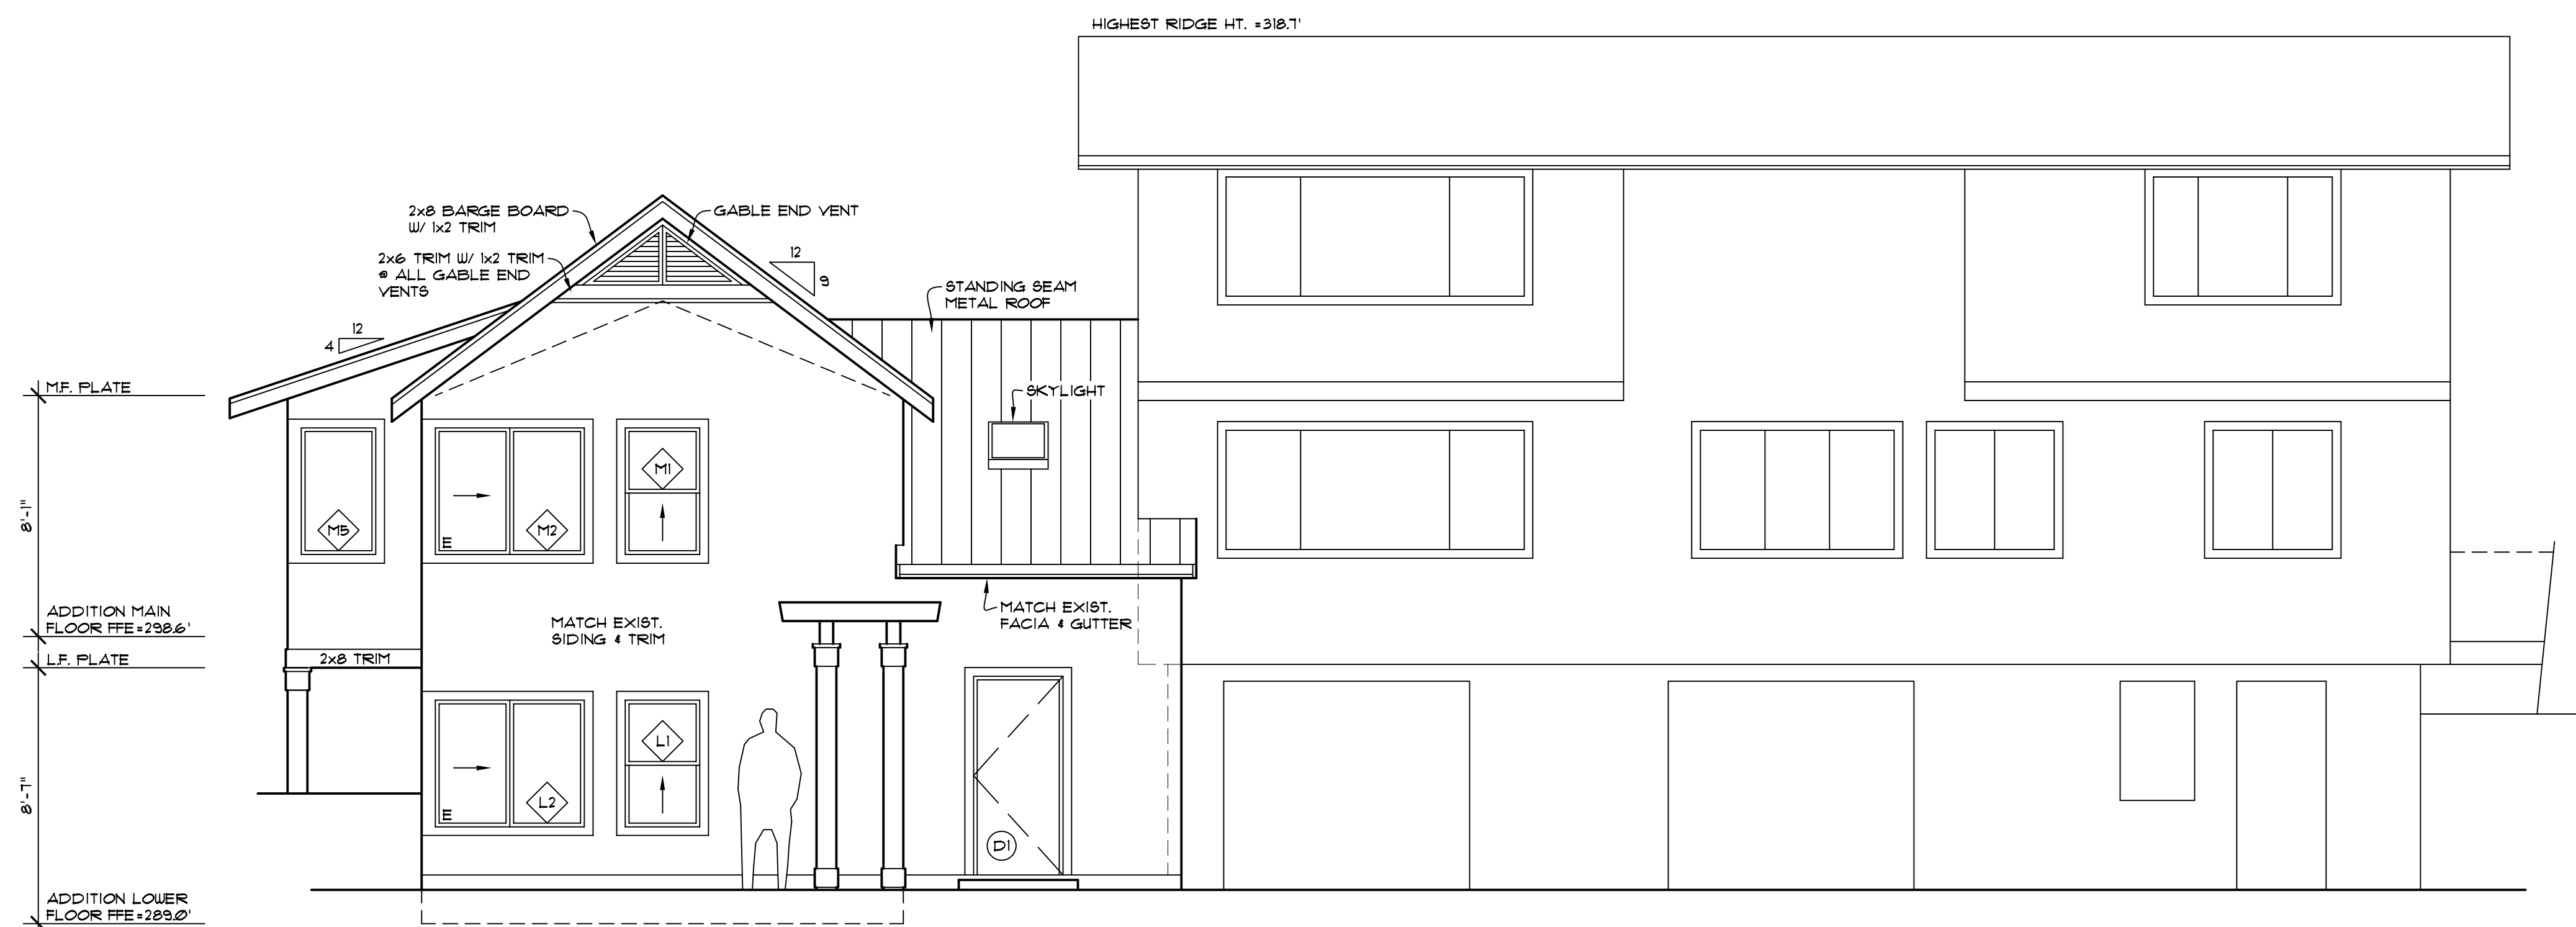 HIGHEST RIDGE HT. =318.7'
2x8 BARGE BOARD
W/ 1x2 TRIM
GABLE END VENT
2x6 TRIM W/ 1x2 TRIM
@ ALL GABLE END
VENTS
12
9
STANDING SEAM
METAL ROOF
12
4
M.F. PLATE
SKYLIGHT
M1
M5
M2
E
8'-1"
ADDITION MAIN
FLOOR FFE=298.6'
MATCH EXIST.
SIDING & TRIM
MATCH EXIST.
FACIA & GUTTER
L.F. PLATE
2x8 TRIM
L1
L2
E
8'-7"
D1
ADDITION LOWER
FLOOR FFE=289.0'